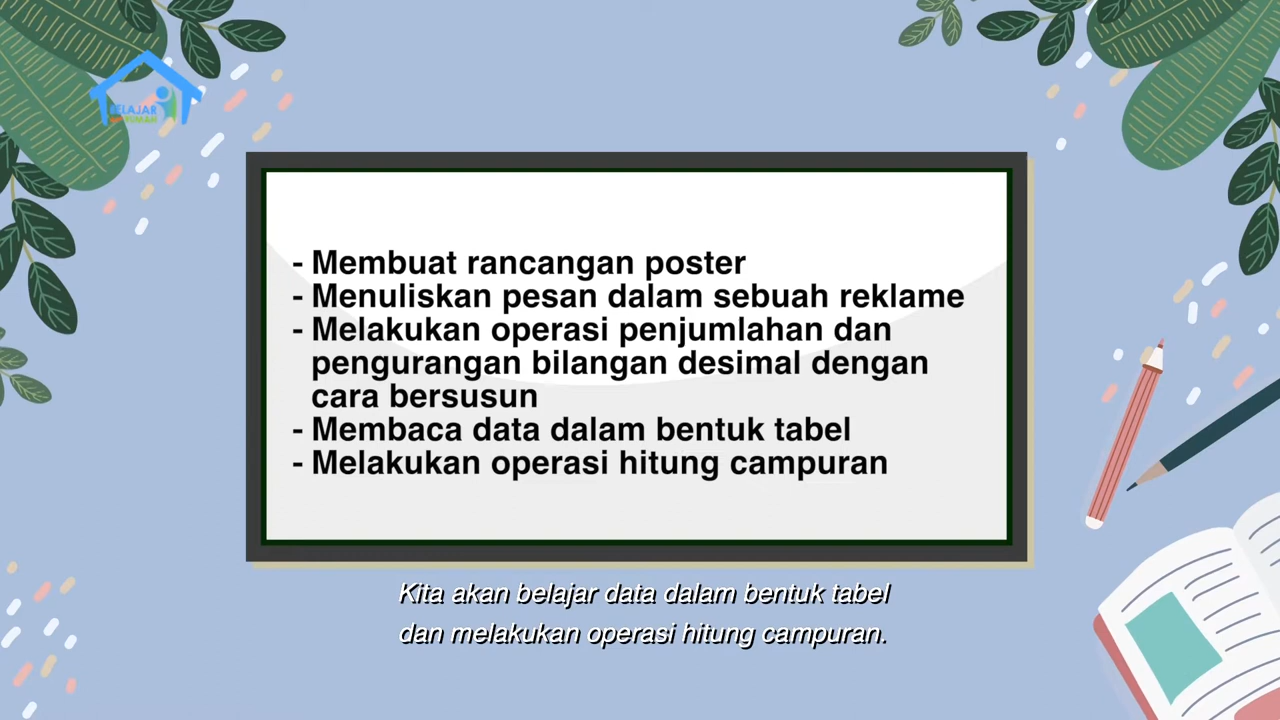 BELAJAR
- Membuat rancangan poster
- Menuliskan pesan dalam sebuah reklame
- Melakukan operasi penjumlahan dan
pengurangan bilangan desimal dengan
cara bersusun
- Membaca data dalam bentuk tabel
- Melakukan operasi hitung campuran
Kita akan belajar data dalam bentuk tabel
dan melakukan operasi hitung campuran.